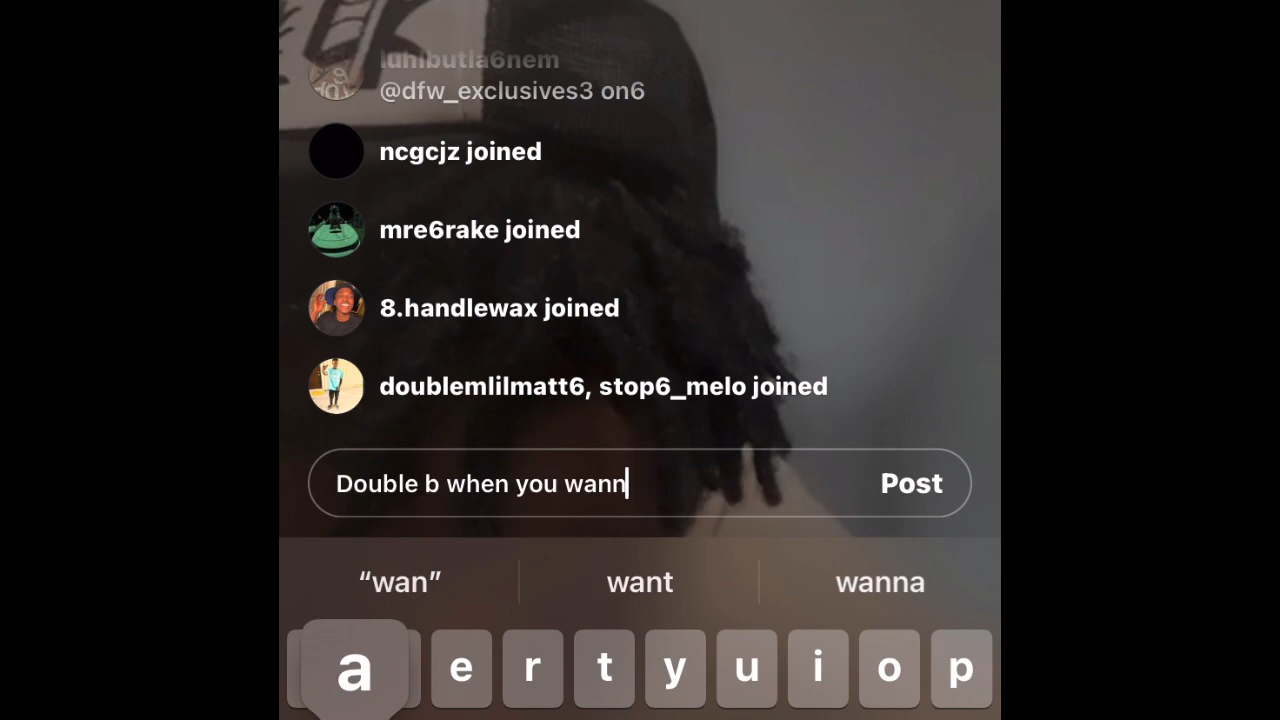 luhlbutla6nem
@dfw_exclusives3 on6
ncgcjz joined
mre6rake joined
8.handlewax joined
doublemlilmatt6, stop6_melo joined
Double b when you wann
Post
“wan” want wanna
a e r t y u i o p